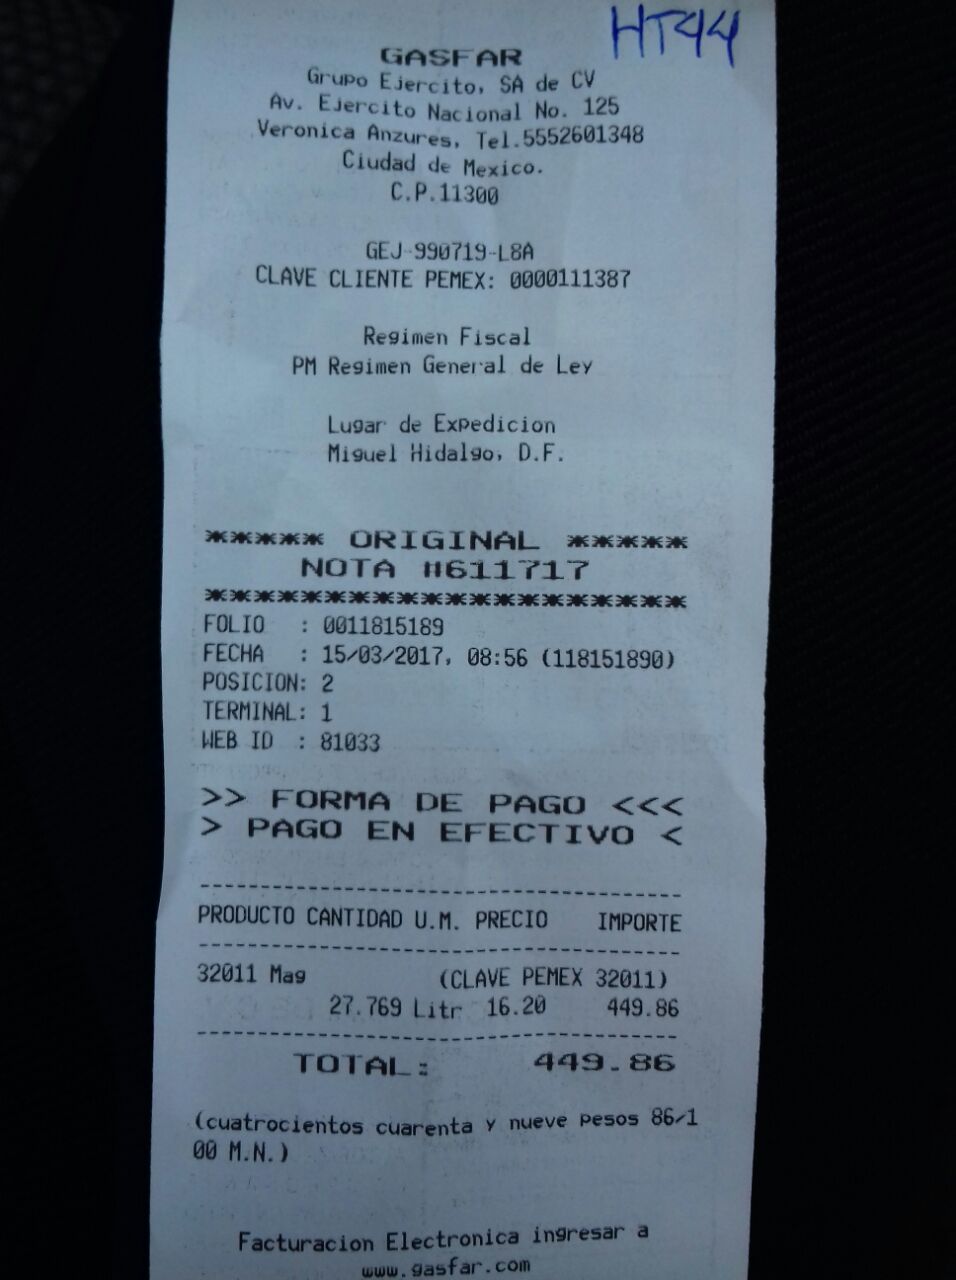 HT44
GASFAR
Grupo Ejercito, SA de CV
Av. Ejercito Nacional No. 125
Veronica Anzures, Tel.5552601348
Ciudad de Mexico.
C.P.11300
GEJ-990719-L8A
CLAVE CLIENTE PEMEX: 0000111387
Regimen Fiscal
PM Regimen General de Ley
Lugar de Expedicion
Miguel Hidalgo, D.F.
***** ORIGINAL *****
NOTA #611717
********************
FOLIO : 0011815189
FECHA : 15/03/2017, 08:56 (118151890)
POSICION: 2
TERMINAL: 1
WEB ID : 81033
>> FORMA DE PAGO <<<
> PAGO EN EFECTIVO <
----------------------------------------
PRODUCTO CANTIDAD U.M. PRECIO IMPORTE
----------------------------------------
32011 Mag (CLAVE PEMEX 32011)
27.769 Litr 16.20 449.86
----------------------------------------
TOTAL: 449.86
(cuatrocientos cuarenta y nueve pesos 86/1
00 M.N.)
Facturacion Electronica ingresar a
www.gasfar.com